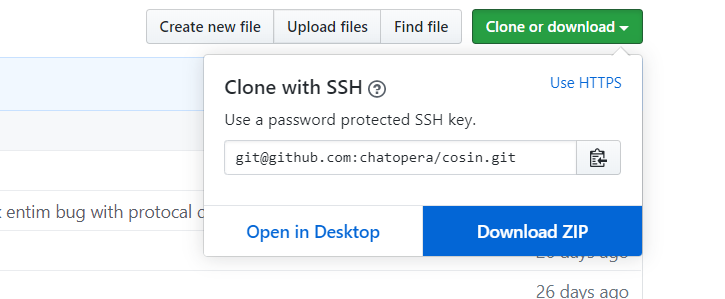 Create new file Upload files Find file Clone or download
Clone with SSH Use HTTPS
Use a password protected SSH key.
git@github.com:chatopera/cosin.git
entim bug with protocal
Open in Desktop Download ZIP
26 days ago
26 days ago